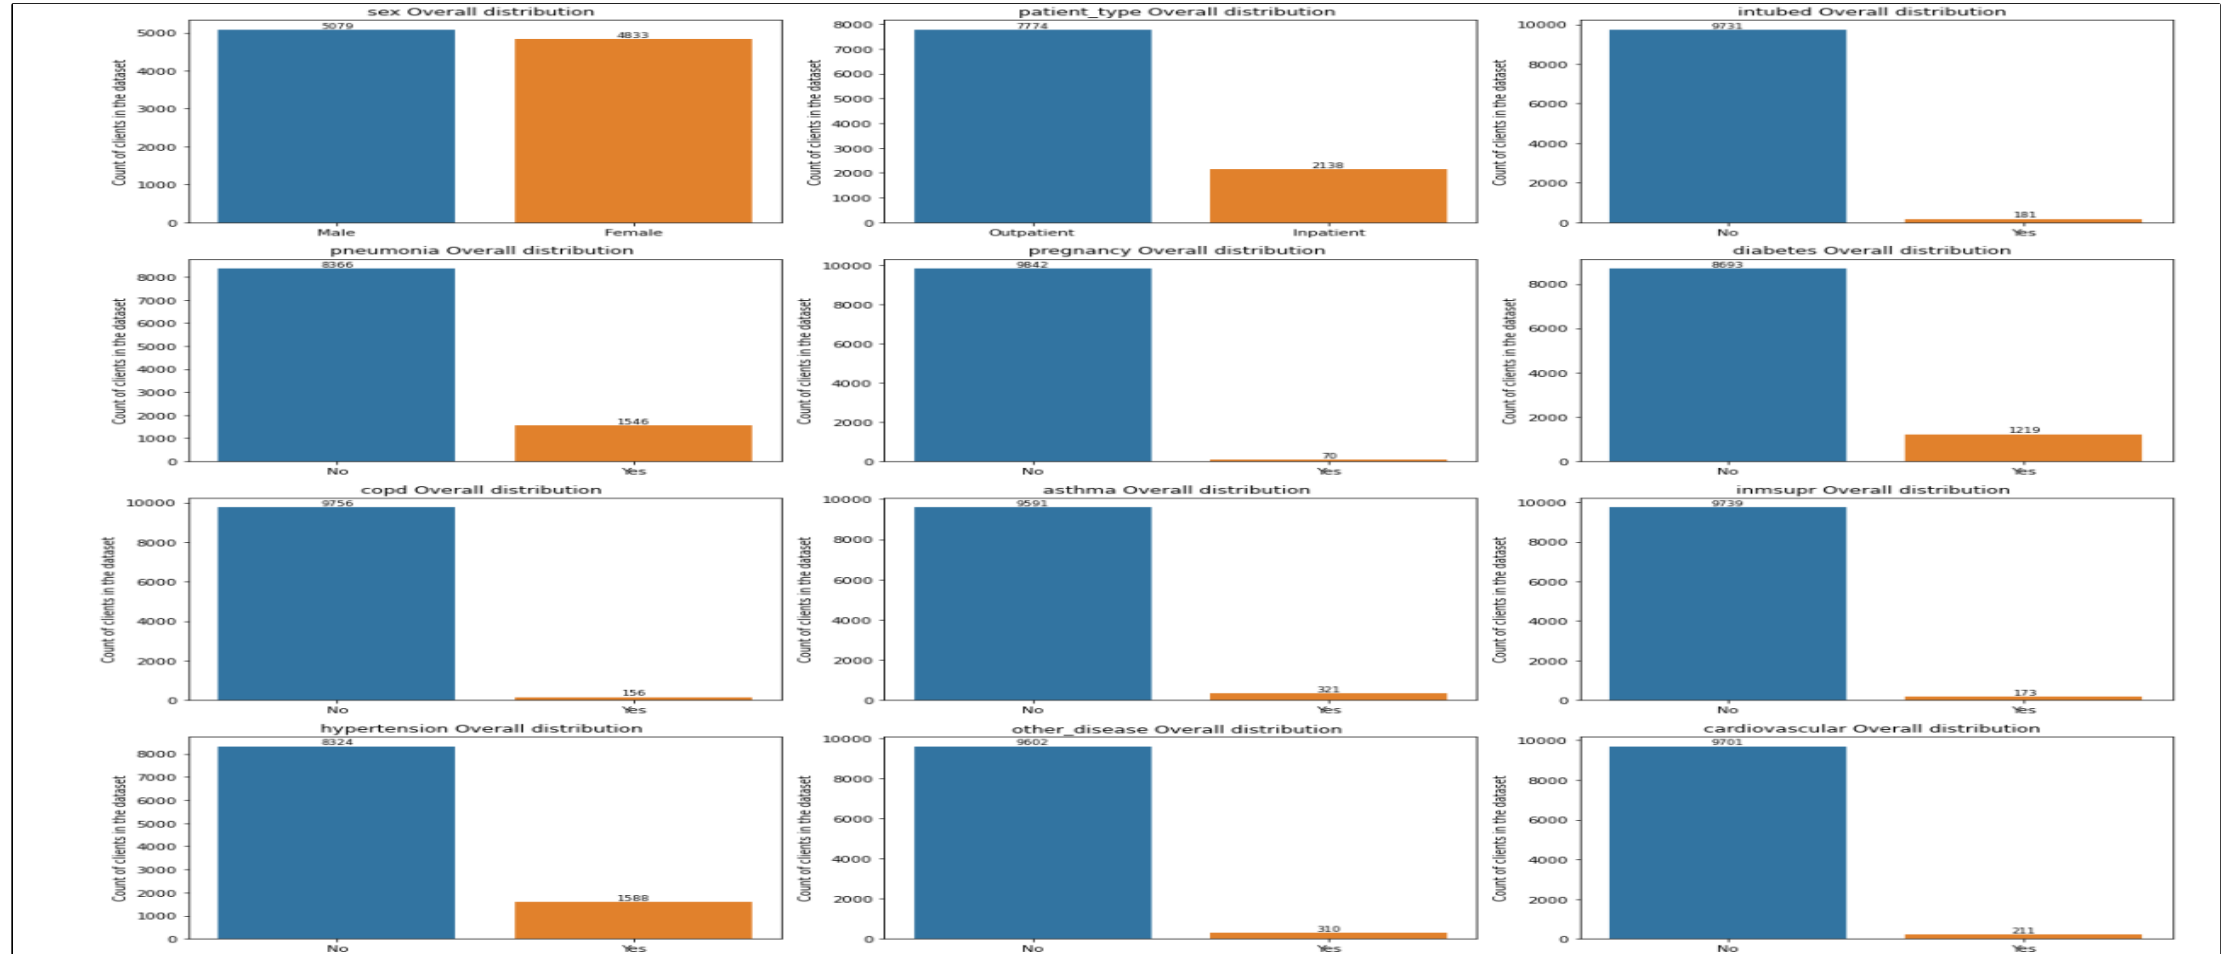 sex Overall distribution
Count of clients in the dataset
5000
4000
3000
2000
1000
0
5079
4833
Male
Female
patient_type Overall distribution
Count of clients in the dataset
8000
7000
6000
5000
4000
3000
2000
1000
0
7774
2138
Outpatient
Inpatient
intubed Overall distribution
Count of clients in the dataset
10000
8000
6000
4000
2000
0
9731
181
No
Yes
pneumonia Overall distribution
Count of clients in the dataset
8000
7000
6000
5000
4000
3000
2000
1000
0
8366
1546
No
Yes
pregnancy Overall distribution
Count of clients in the dataset
10000
8000
6000
4000
2000
0
9842
70
No
Yes
diabetes Overall distribution
Count of clients in the dataset
8000
6000
4000
2000
0
8693
1219
No
Yes
copd Overall distribution
Count of clients in the dataset
10000
8000
6000
4000
2000
0
9756
156
No
Yes
asthma Overall distribution
Count of clients in the dataset
10000
8000
6000
4000
2000
0
9591
321
No
Yes
inmsupr Overall distribution
Count of clients in the dataset
10000
8000
6000
4000
2000
0
9739
173
No
Yes
hypertension Overall distribution
Count of clients in the dataset
8000
7000
6000
5000
4000
3000
2000
1000
0
8324
1588
No
Yes
other_disease Overall distribution
Count of clients in the dataset
10000
8000
6000
4000
2000
0
9602
310
No
Yes
cardiovascular Overall distribution
Count of clients in the dataset
10000
8000
6000
4000
2000
0
9701
211
No
Yes